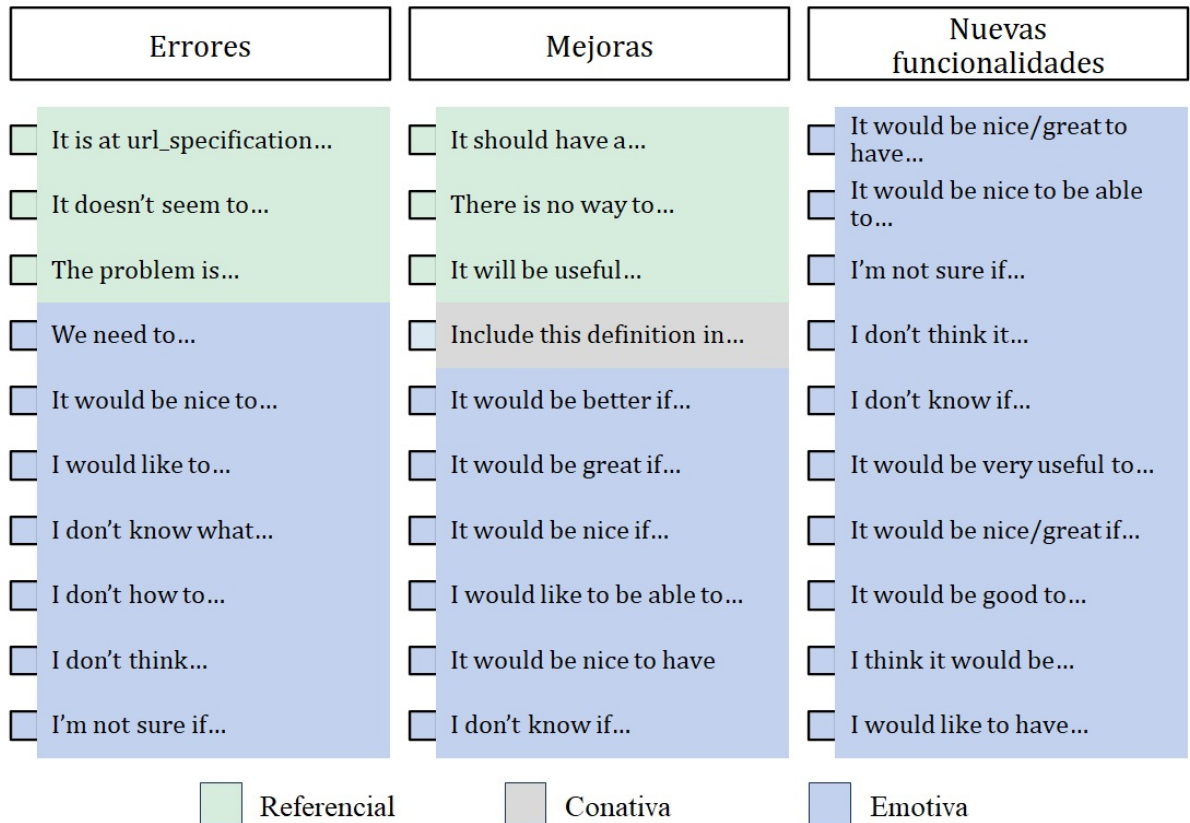 Errores
It is at url_specification…
It doesn’t seem to…
The problem is…
We need to…
It would be nice to…
I would like to…
I don’t know what…
I don’t how to…
I don’t think…
I’m not sure if…
Mejoras
It should have a…
There is no way to…
It will be useful…
Include this definition in…
It would be better if…
It would be great if…
It would be nice if…
I would like to be able to…
It would be nice to have
I don’t know if…
Nuevas
funcionalidades
It would be nice/great to
have…
It would be nice to be able
to…
I’m not sure if…
I don’t think it…
I don’t know if…
It would be very useful to…
It would be nice/great if…
It would be good to…
I think it would be…
I would like to have…
Referencial
Conativa
Emotiva